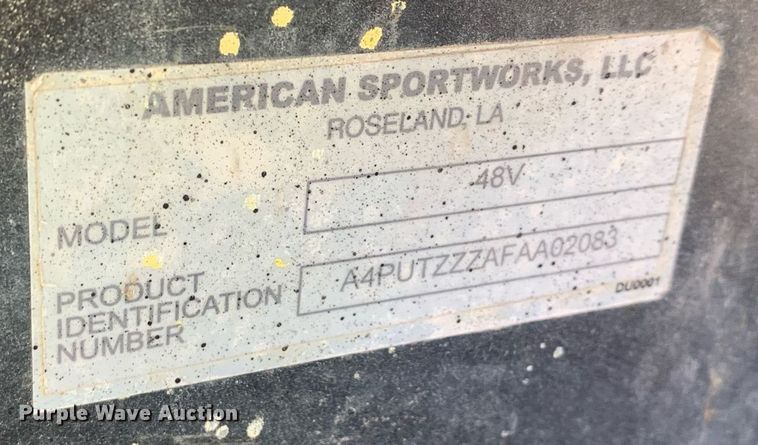 AMERICAN SPORTWORKS, LLC
ROSELAND, LA
MODEL 48V
PRODUCT
IDENTIFICATION
NUMBER
A4PUTZZZAFAA02083
DU0001
Purple Wave Auction